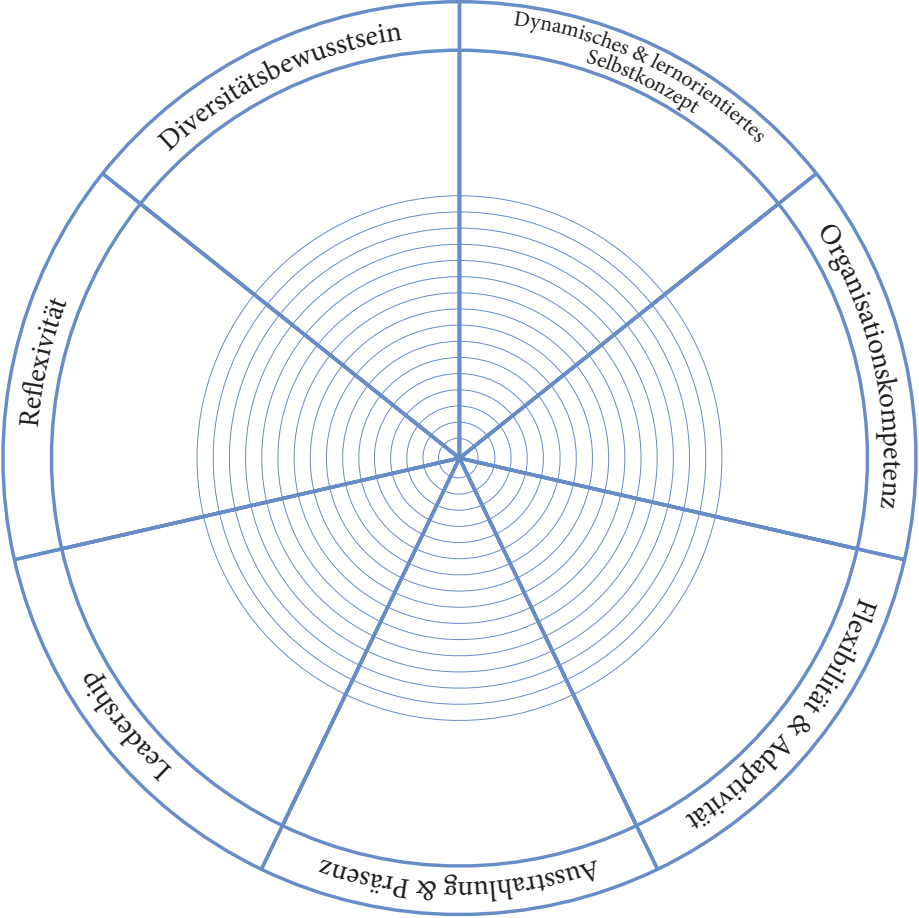 Dynamisches & lernorientiertes
Selbstkonzept
Organisationskompetenz
Flexibilität & Adaptivität
Ausstrahlung & Präsenz
Leadership
Reflexivität
Diversitätsbewusstsein